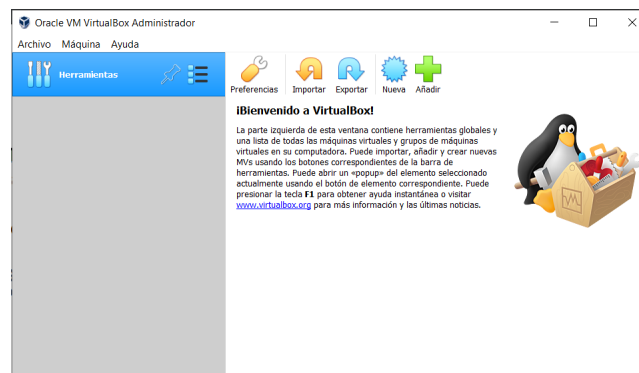 Oracle VM VirtualBox Administrador
Archivo Máquina Ayuda
Herramientas
Preferencias Importar Exportar Nueva Añadir
¡Bienvenido a VirtualBox!
La parte izquierda de esta ventana contiene herramientas globales y
una lista de todas las máquinas virtuales y grupos de máquinas
virtuales en su computadora. Puede importar, añadir y crear nuevas
MVs usando los botones correspondientes de la barra de
herramientas. Puede abrir un «popup» del elemento seleccionado
actualmente usando el botón de elemento correspondiente. Puede
presionar la tecla F1 para obtener ayuda instantánea o visitar
www.virtualbox.org para más información y las últimas noticias.